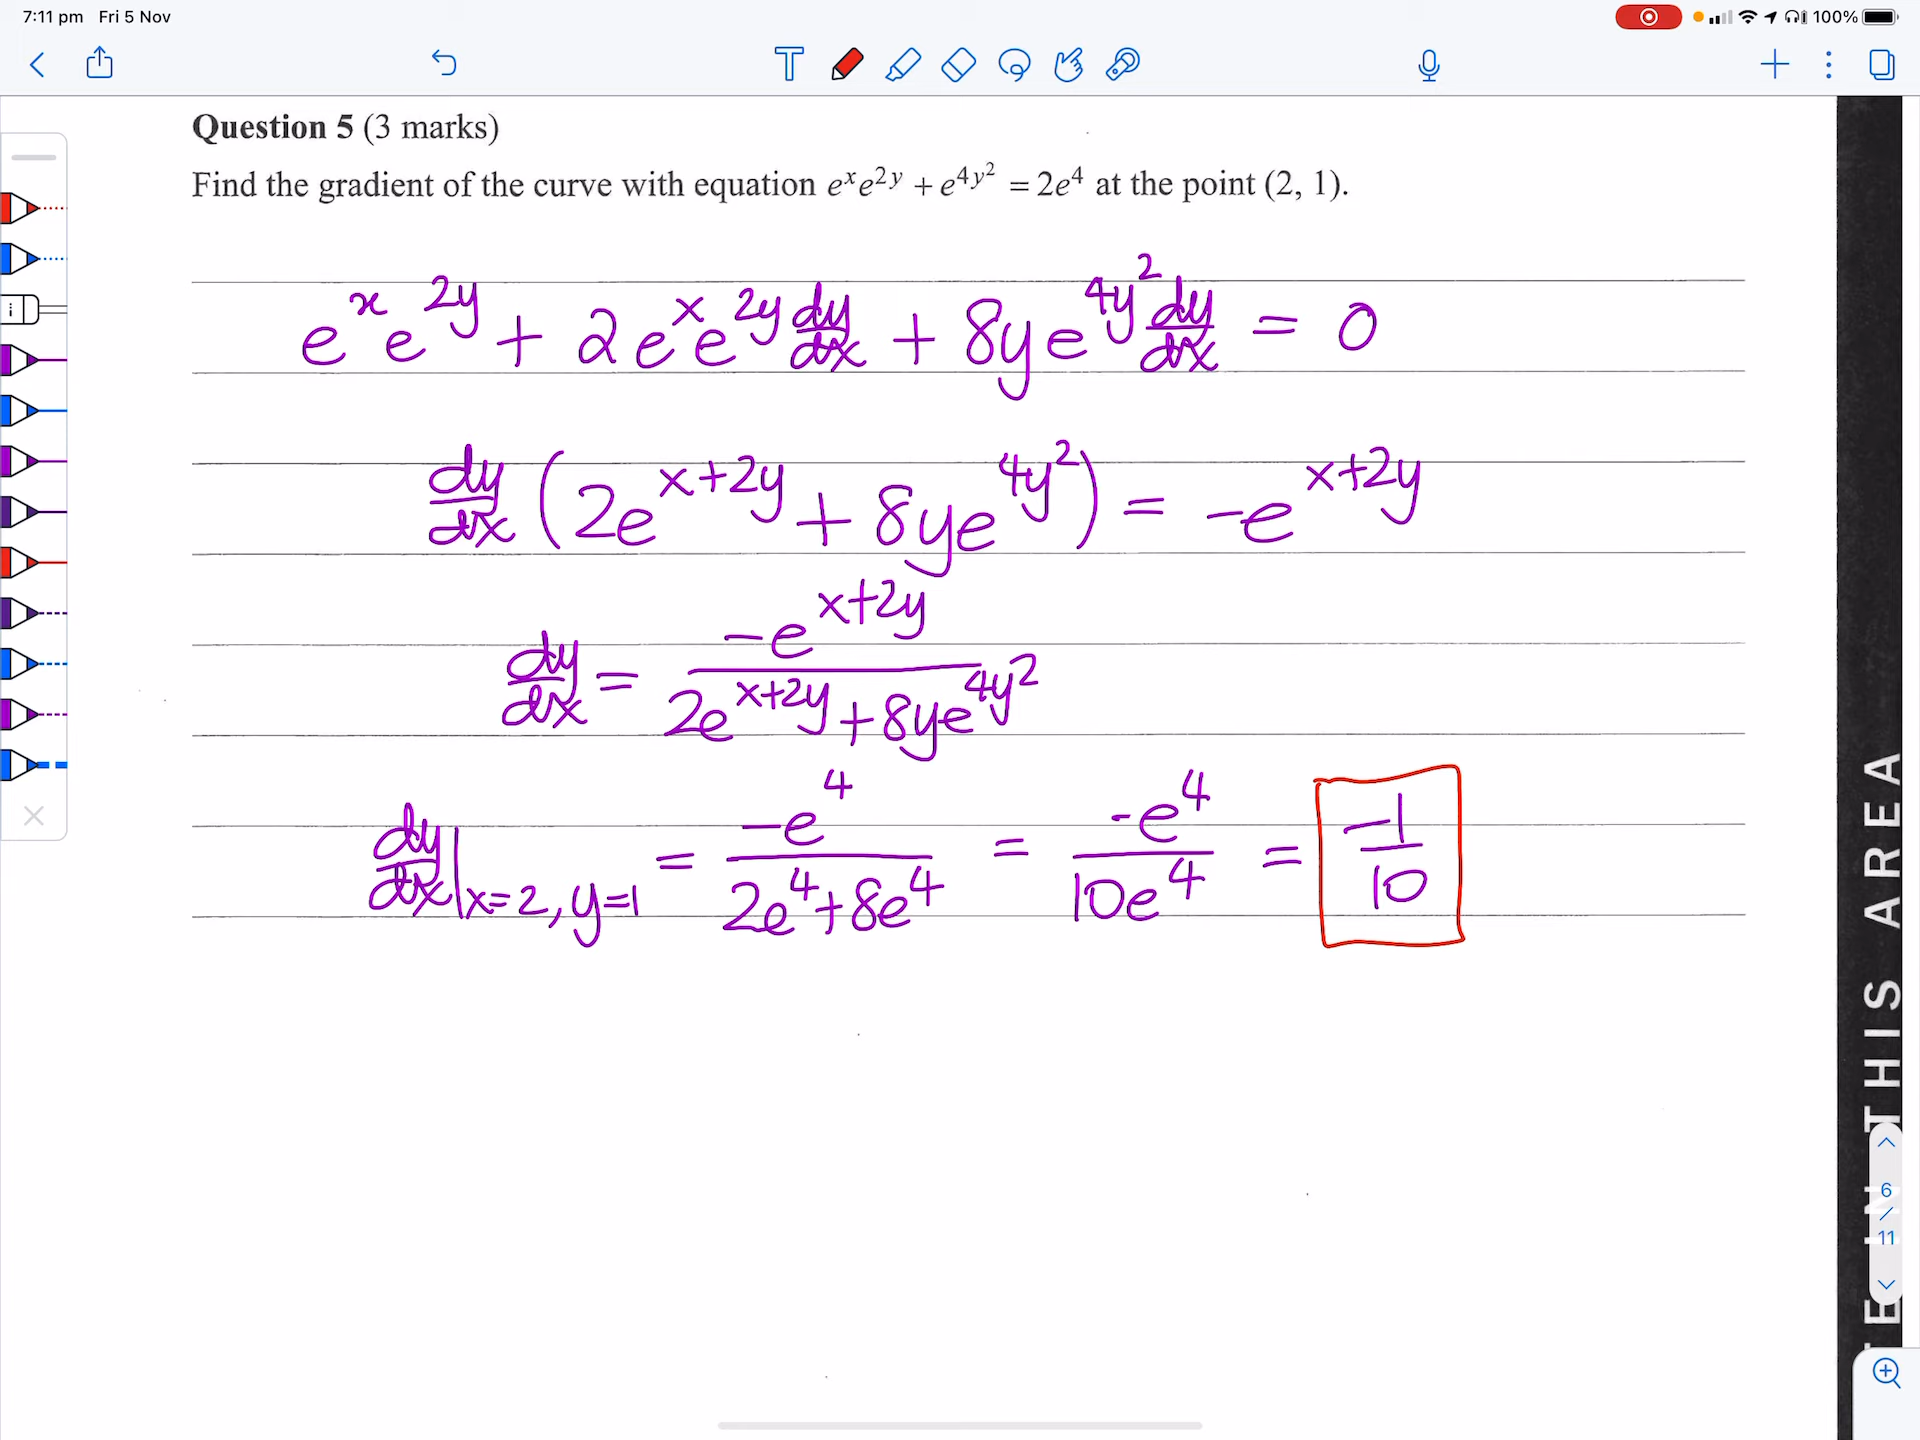 7:11 pm Fri 5 Nov
100%
Question 5 (3 marks)
Find the gradient of the curve with equation e^x e^{2y} + e^{4y^2} = 2e^4 at the point (2, 1).
e^x e^{2y} + 2e^x e^{2y} dy/dx + 8ye^{4y^2} dy/dx = 0
dy/dx (2e^{x+2y} + 8ye^{4y^2}) = -e^{x+2y}
dy/dx = -e^{x+2y} / 2e^{x+2y} + 8ye^{4y^2}
dy/dx | x=2, y=1 = -e^4 / 2e^4 + 8e^4 = -e^4 / 10e^4 = -1 / 10
THIS AREA
IN
6 / 11